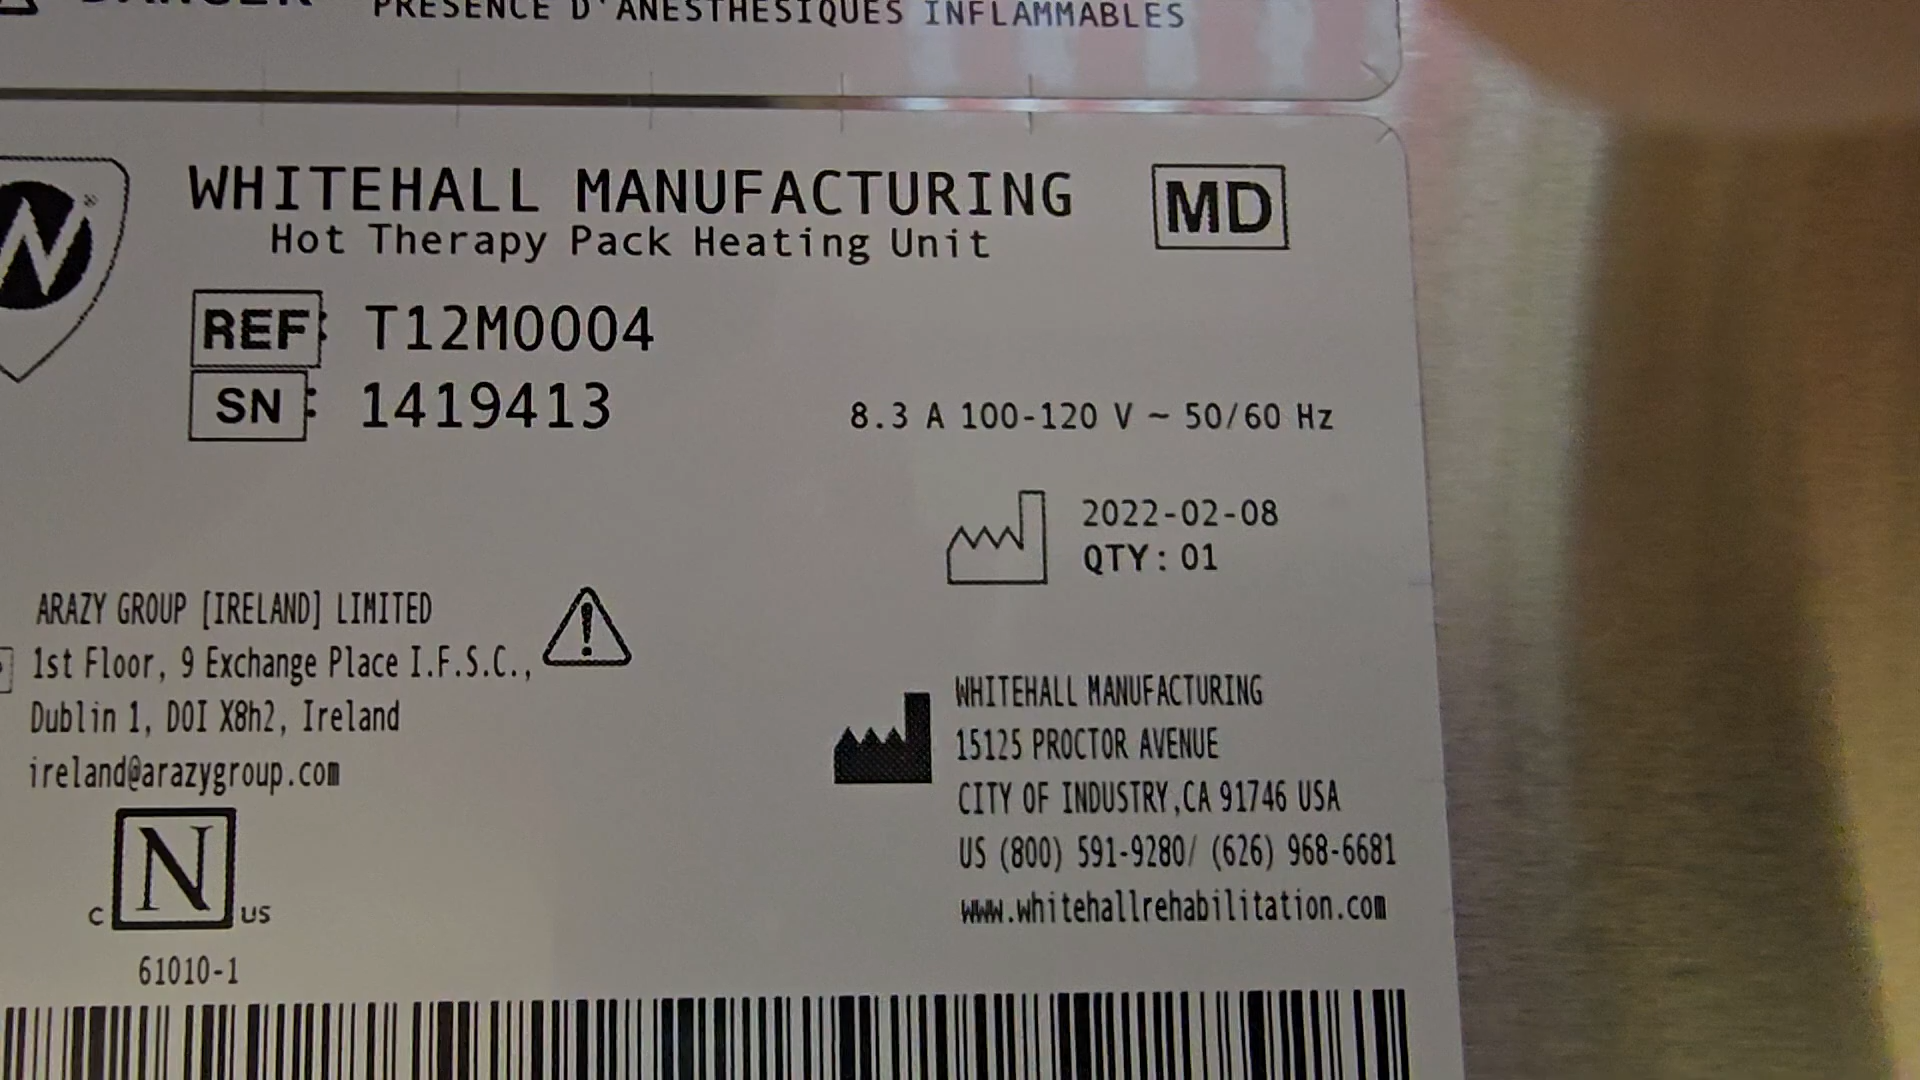 DANGER PRESENCE D'ANESTHESIQUES INFLAMMABLES
WHITEHALL MANUFACTURING
MD
Hot Therapy Pack Heating Unit
REF: T12M0004
SN: 1419413
8.3 A 100-120 V ~ 50/60 Hz
2022-02-08
QTY: 01
ARAZY GROUP [IRELAND] LIMITED
1st Floor, 9 Exchange Place I.F.S.C.,
Dublin 1, DOI X8h2, Ireland
ireland@arazygroup.com
WHITEHALL MANUFACTURING
15125 PROCTOR AVENUE
CITY OF INDUSTRY,CA 91746 USA
US (800) 591-9280/ (626) 968-6681
www.whitehallrehabilitation.com
C N US
61010-1